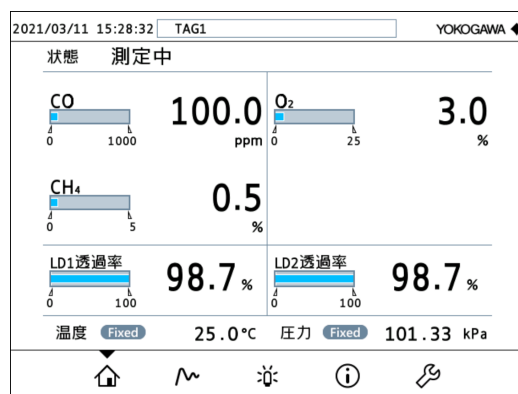 2021/03/11 15:28:32 TAG1 YOKOGAWA
状態 測定中
CO 100.0 ppm
0 1000
O₂ 3.0 %
0 25
CH₄ 0.5 %
0 5
LD1透過率 98.7 %
0 100
LD2透過率 98.7 %
0 100
温度 Fixed 25.0°C 圧力 Fixed 101.33 kPa